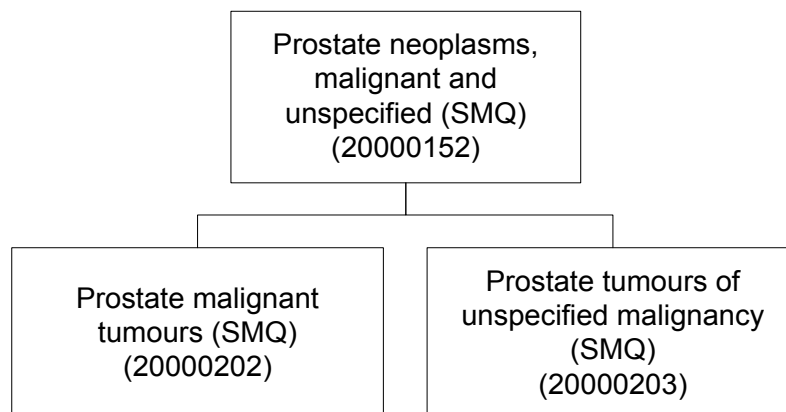 Prostate neoplasms,
malignant and
unspecified (SMQ)
(20000152)
Prostate malignant
tumours (SMQ)
(20000202)
Prostate tumours of
unspecified malignancy
(SMQ)
(20000203)